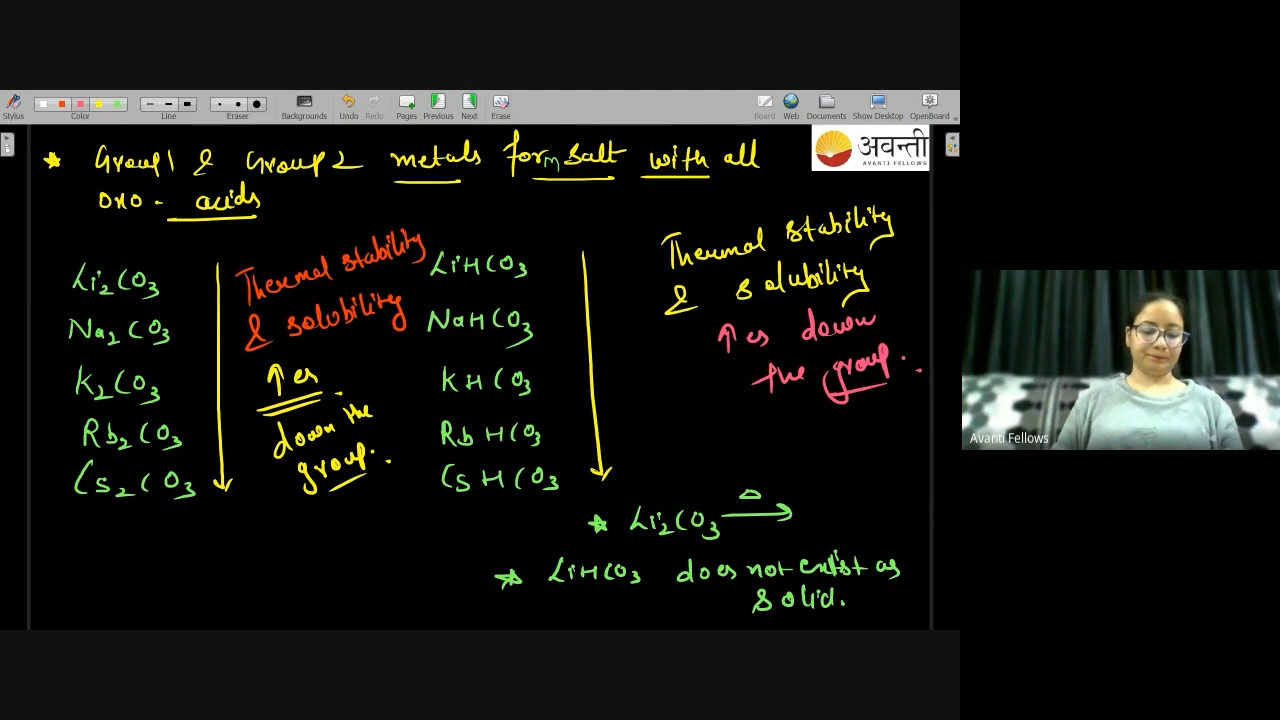 Stylus
Color
Line
Eraser
Backgrounds
Undo
Redo
Pages
Previous
Next
Erase
Board
Web
Documents
Show Desktop
OpenBoard
अवन्ती
AVANTI FELLOWS
* Group 1 & Group 2 metals form salt with all
oxo - acids
Li2CO3
Na2CO3
K2CO3
Rb2CO3
Cs2CO3
Thermal stability
& solubility
↑es.
down the
group.
LiHCO3
NaHCO3
KHCO3
RbHCO3
CsHCO3
Thermal stability
& solubility
↑es down
the group.
* Li2CO3 Δ→
* LiHCO3 does not exist as
solid.
Avanti Fellows